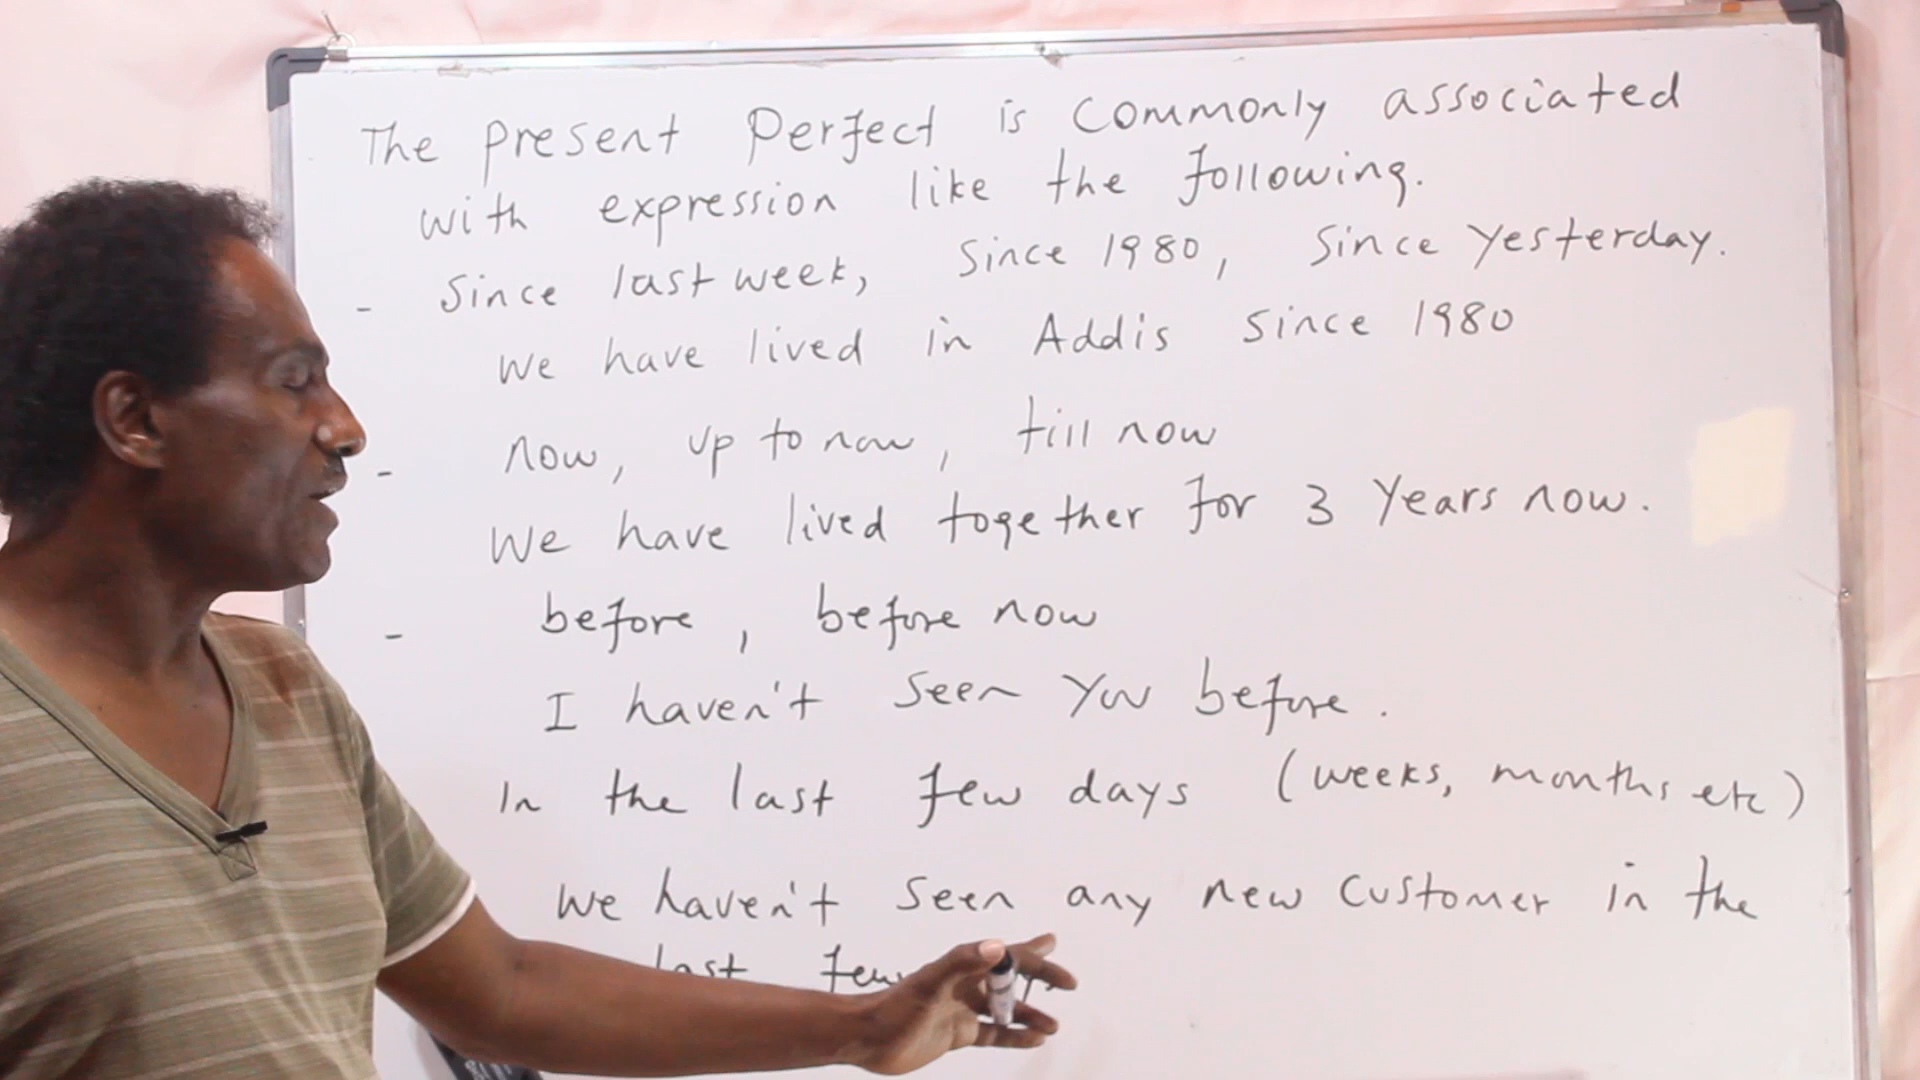 The present perfect is commonly associated
with expression like the following.
- Since last week, since 1980, since yesterday.
We have lived in Addis since 1980
- now, up to now, till now
We have lived together for 3 years now.
- before, before now
I haven't seen you before.
In the last few days (weeks, months etc)
We haven't seen any new customer in the
last few